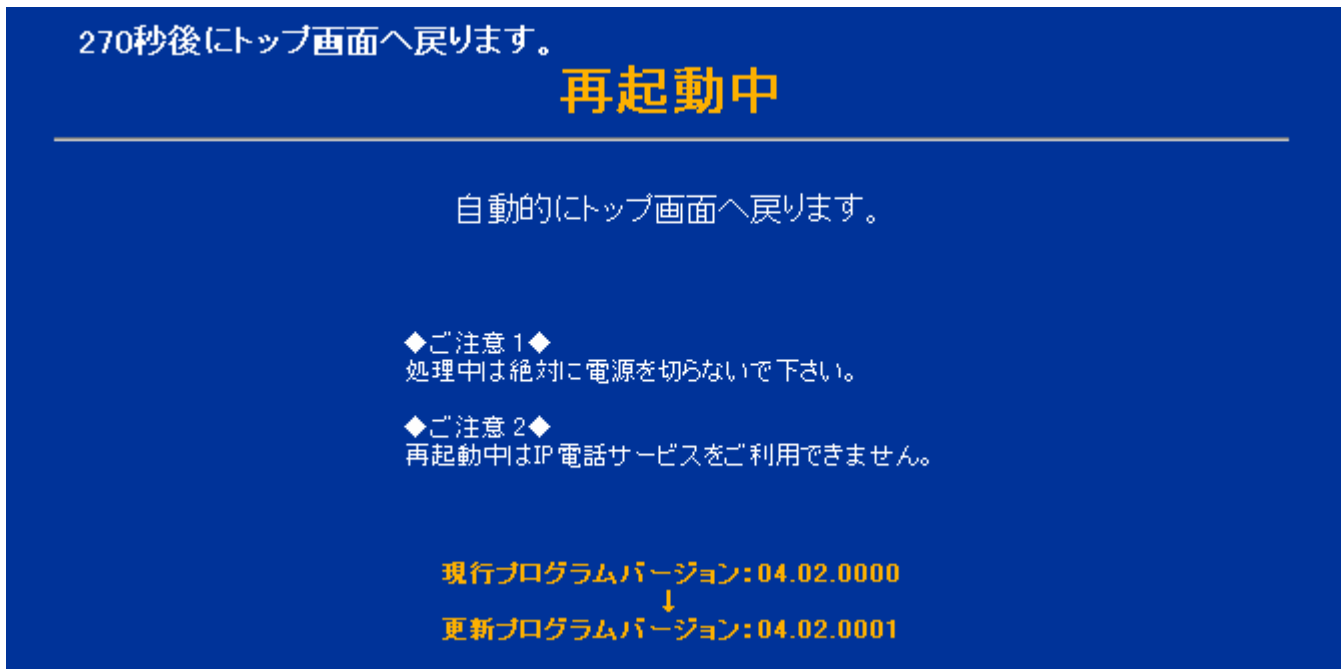 270秒後にトップ画面へ戻ります。
再起動中
自動的にトップ画面へ戻ります。
◆ご注意1◆
処理中は絶対に電源を切らないで下さい。
◆ご注意2◆
再起動中はIP電話サービスをご利用できません。
現行プログラムバージョン:04.02.0000
↓
更新プログラムバージョン:04.02.0001